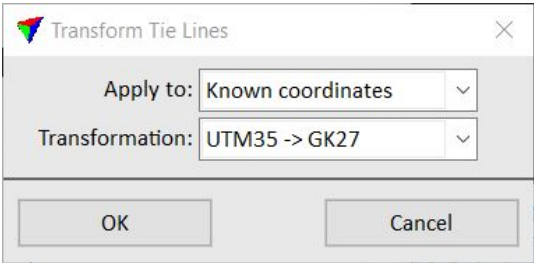 Transform Tie Lines
Apply to: Known coordinates
Transformation: UTM35 -> GK27
OK Cancel